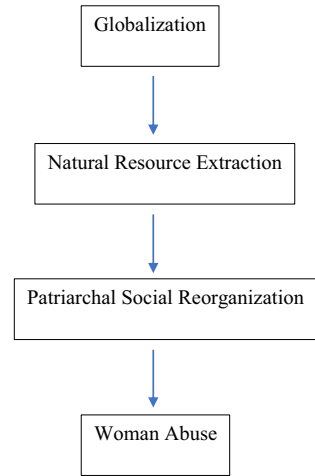 Globalization
Natural Resource Extraction
Patriarchal Social Reorganization
Woman Abuse